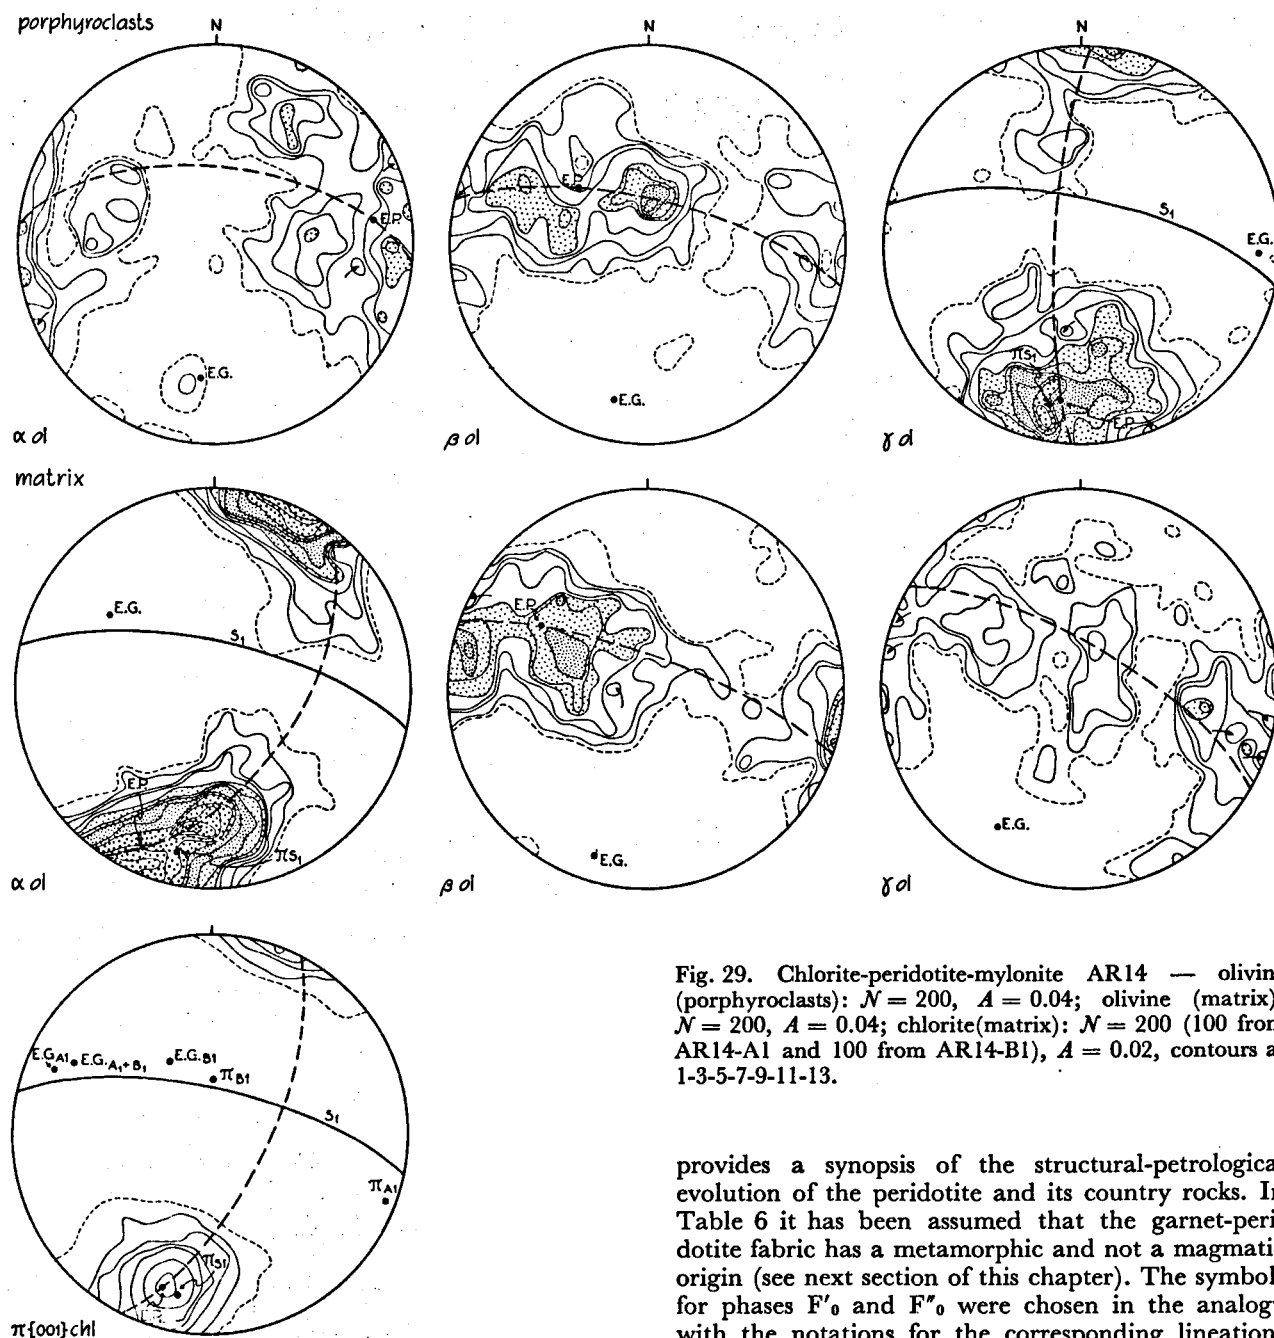 porphyroclasts
N
N
N
E.P.
E.G.
α ol
E.P.
E.G.
β ol
S1
E.G.
πS1
E.P.
γ ol
matrix
E.G.
S1
E.P.
πS1
α ol
E.P.
E.G.
β ol
E.G.
γ ol
E.G.A1
E.G.A1+B1
E.G.B1
πB1
S1
πA1
πS1
π{001}chl
Fig. 29. Chlorite-peridotite-mylonite AR14 — olivin
(porphyroclasts): N = 200, A = 0.04; olivine (matrix)
N = 200, A = 0.04; chlorite(matrix): N = 200 (100 from
AR14-A1 and 100 from AR14-B1), A = 0.02, contours a
1-3-5-7-9-11-13.
provides a synopsis of the structural-petrologica
evolution of the peridotite and its country rocks. In
Table 6 it has been assumed that the garnet-peri
dotite fabric has a metamorphic and not a magmati
origin (see next section of this chapter). The symbol
for phases F′0 and F″0 were chosen in the analog
with the notations for the corresponding lineation